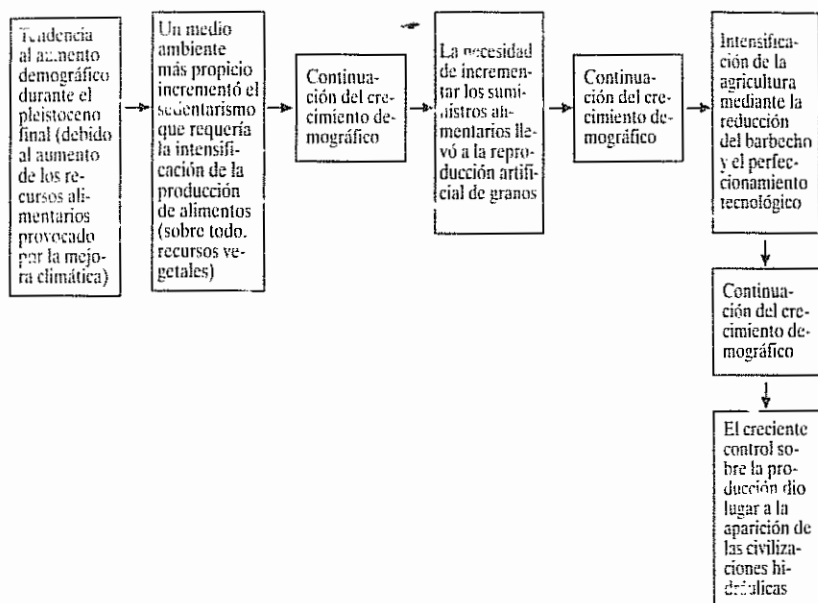 Tendencia
al aumento
demográfico
durante el
pleistoceno
final (debido
al aumento
de los re-
cursos ali-
mentarios
provocado
por la mejo-
ra climática)
Un medio
ambiente
más propicio
incrementó el
sedentarismo
que requería
la intensifi-
cación de la
producción
de alimentos
(sobre todo.
recursos ve-
getales)
Continua-
ción del cre-
cimiento de-
mográfico
La necesidad
de incremen-
tar los sumi-
nistros ali-
mentarios lle-
vó a la repro-
ducción artifi-
cial de granos
Continua-
ción del cre-
cimiento de-
mográfico
Intensifica-
ción de la
agricultura
mediante la
reducción
del barbecho
y el perfec-
cionamiento
tecnológico
Continua-
ción del cre-
cimiento de-
mográfico
El creciente
control so-
bre la pro-
ducción dio
lugar a la
aparición de
las civiliza-
ciones hi-
dráulicas